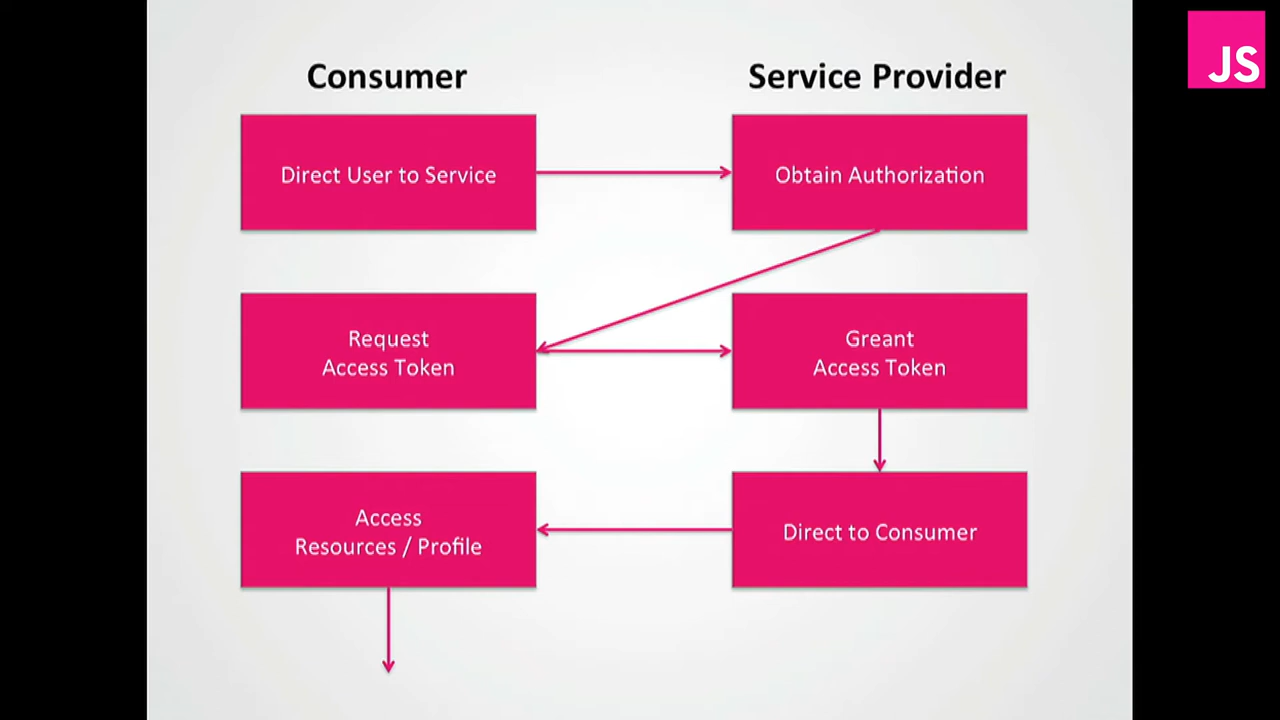 JS
Consumer
Service Provider
Direct User to Service
Obtain Authorization
Request
Access Token
Greant
Access Token
Access
Resources / Profile
Direct to Consumer